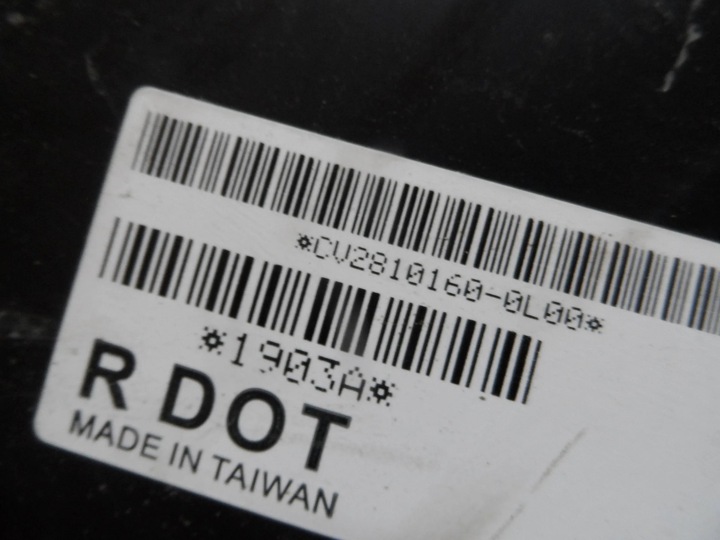 *CV2810160-0L00*
*1903A*
R DOT
MADE IN TAIWAN